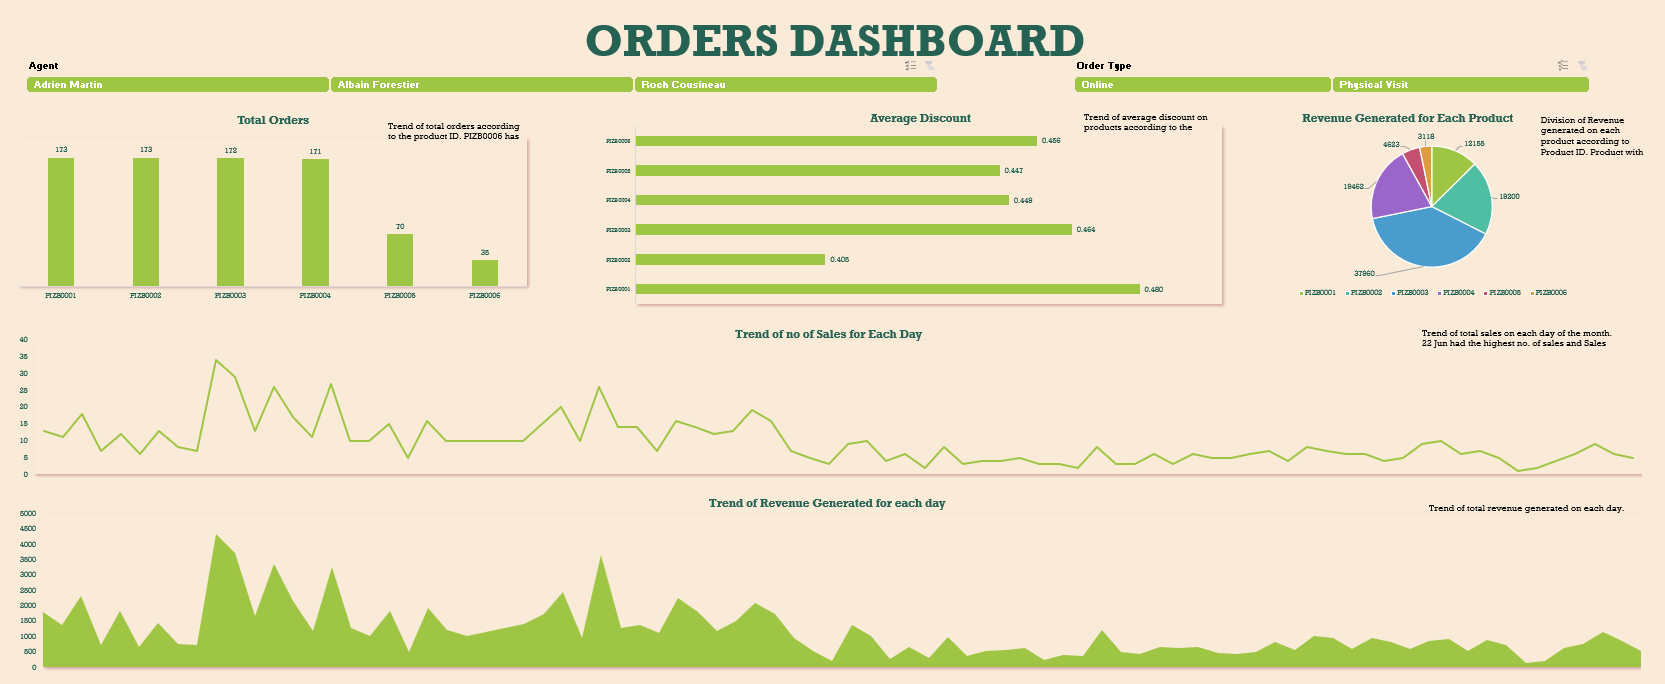 ORDERS DASHBOARD
Agent
Adrien Martin
Albain Forestier
Roch Cousineau
Order Type
Online
Physical Visit
Total Orders
Trend of total orders according
to the product ID. PIZB0006 has
173
173
172
171
70
35
PIZB0001
PIZB0002
PIZB0003
PIZB0004
PIZB0005
PIZB0006
Average Discount
Trend of average discount on
products according to the
PIZB0006
0.456
PIZB0005
0.447
PIZB0004
0.449
PIZB0003
0.464
PIZB0002
0.405
PIZB0001
0.480
Revenue Generated for Each Product
Division of Revenue
generated on each
product according to
Product ID. Product with
3118
4623
12155
19462
19200
37960
PIZB0001
PIZB0002
PIZB0003
PIZB0004
PIZB0005
PIZB0006
Trend of no of Sales for Each Day
Trend of total sales on each day of the month.
22 Jun had the highest no. of sales and Sales
40
35
30
25
20
15
10
5
0
Trend of Revenue Generated for each day
Trend of total revenue generated on each day.
5000
4500
4000
3500
3000
2500
2000
1500
1000
500
0